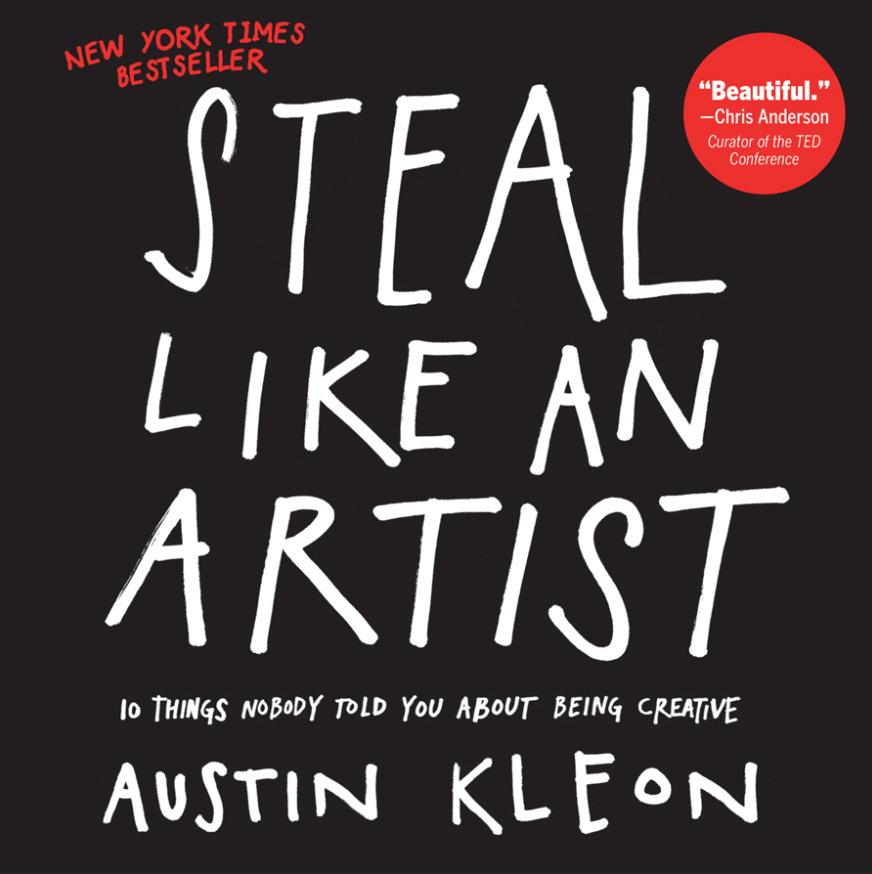 NEW YORK TIMES
BESTSELLER
“Beautiful.”
—Chris Anderson
Curator of the TED
Conference
STEAL
LIKE AN
ARTIST
10 THINGS NOBODY TOLD YOU ABOUT BEING CREATIVE
AUSTIN KLEON